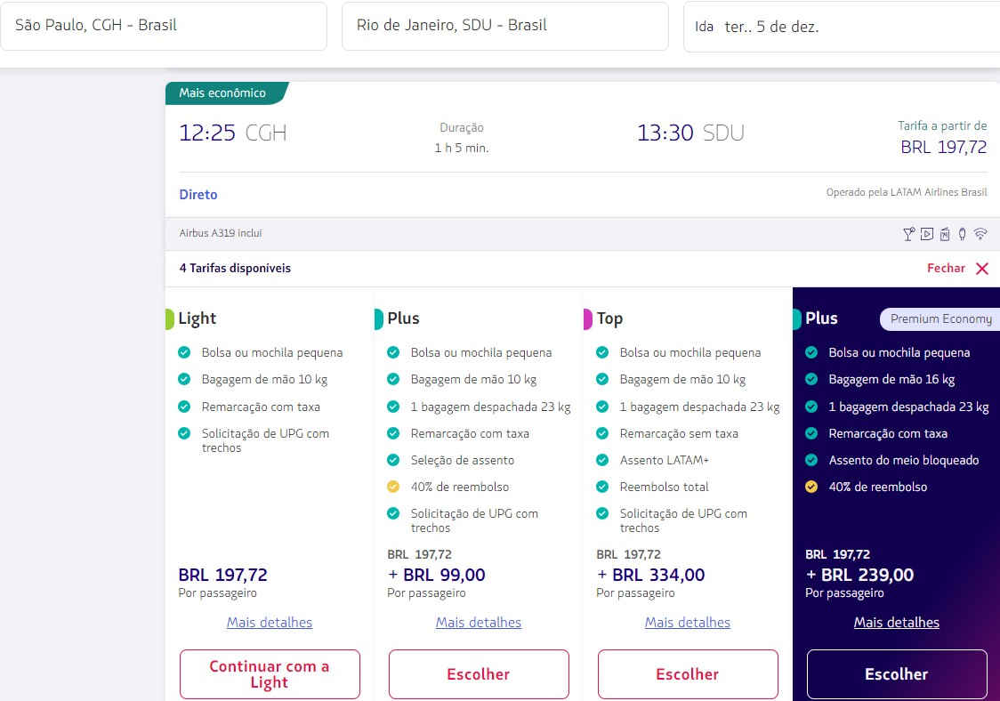 São Paulo, CGH - Brasil
Rio de Janeiro, SDU - Brasil
Ida ter.. 5 de dez.
Mais econômico
12:25 CGH
Duração
1 h 5 min.
13:30 SDU
Tarifa a partir de
BRL 197,72
Direto
Operado pela LATAM Airlines Brasil
Airbus A319 inclui
4 Tarifas disponíveis
Fechar
Light
Bolsa ou mochila pequena
Bagagem de mão 10 kg
Remarcação com taxa
Solicitação de UPG com
trechos
BRL 197,72
Por passageiro
Mais detalhes
Continuar com a
Light
Plus
Bolsa ou mochila pequena
Bagagem de mão 10 kg
1 bagagem despachada 23 kg
Remarcação com taxa
Seleção de assento
40% de reembolso
Solicitação de UPG com
trechos
BRL 197,72
+ BRL 99,00
Por passageiro
Mais detalhes
Escolher
Top
Bolsa ou mochila pequena
Bagagem de mão 10 kg
1 bagagem despachada 23 kg
Remarcação sem taxa
Assento LATAM+
Reembolso total
Solicitação de UPG com
trechos
BRL 197,72
+ BRL 334,00
Por passageiro
Mais detalhes
Escolher
Plus
Premium Economy
Bolsa ou mochila pequena
Bagagem de mão 16 kg
1 bagagem despachada 23 kg
Remarcação com taxa
Assento do meio bloqueado
40% de reembolso
BRL 197,72
+ BRL 239,00
Por passageiro
Mais detalhes
Escolher